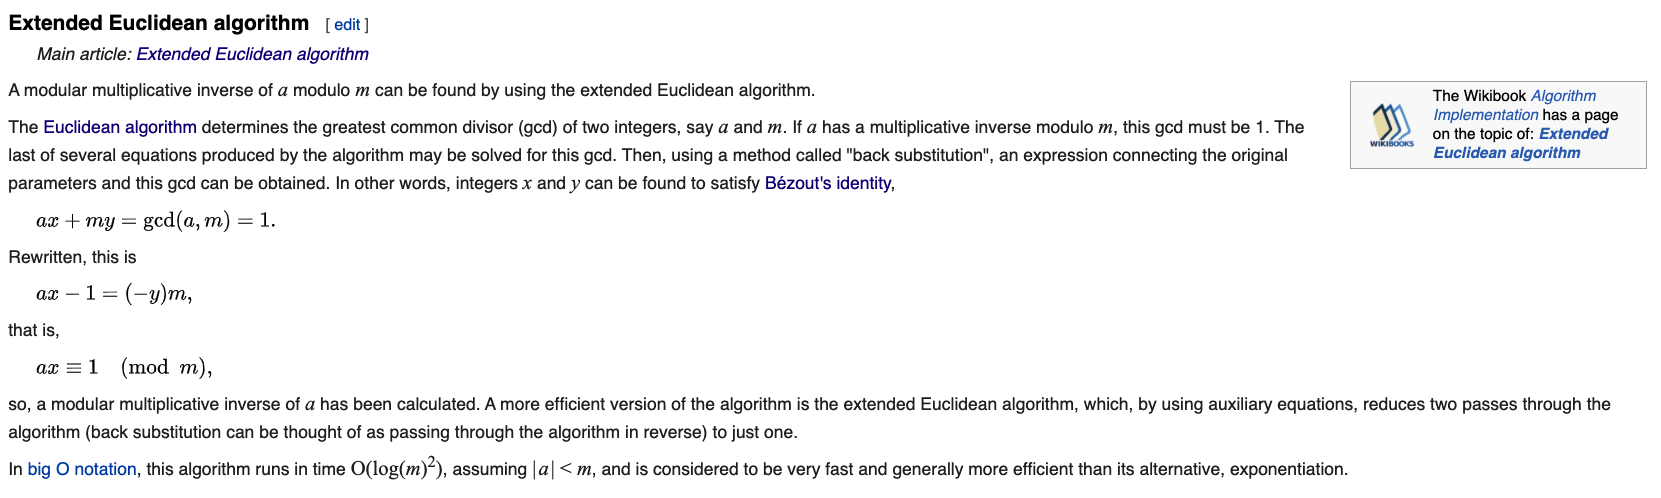 Extended Euclidean algorithm [ edit ]
Main article: Extended Euclidean algorithm
A modular multiplicative inverse of a modulo m can be found by using the extended Euclidean algorithm.
The Euclidean algorithm determines the greatest common divisor (gcd) of two integers, say a and m. If a has a multiplicative inverse modulo m, this gcd must be 1. The
last of several equations produced by the algorithm may be solved for this gcd. Then, using a method called "back substitution", an expression connecting the original
parameters and this gcd can be obtained. In other words, integers x and y can be found to satisfy Bézout's identity,
ax + my = gcd(a, m) = 1.
Rewritten, this is
ax − 1 = (−y)m,
that is,
ax ≡ 1 (mod m),
so, a modular multiplicative inverse of a has been calculated. A more efficient version of the algorithm is the extended Euclidean algorithm, which, by using auxiliary equations, reduces two passes through the
algorithm (back substitution can be thought of as passing through the algorithm in reverse) to just one.
In big O notation, this algorithm runs in time O(log(m)²), assuming |a| < m, and is considered to be very fast and generally more efficient than its alternative, exponentiation.
WIKIBOOKS
The Wikibook Algorithm
Implementation has a page
on the topic of: Extended
Euclidean algorithm